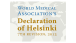 WORLD MEDICAL
ASSOCIATION'S
Declaration
of Helsinki